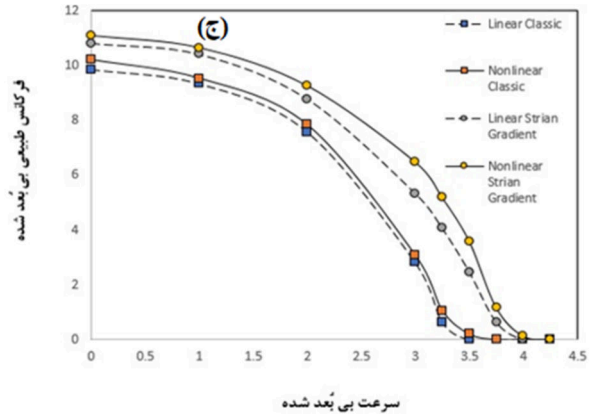 (ج)
12
10
8
6
4
2
0
0 0.5 1 1.5 2 2.5 3 3.5 4 4.5
فرکانس طبیعی بی بُعد شده
سرعت بی بُعد شده
Linear Classic
Nonlinear
Classic
Linear Strian
Gradient
Nonlinear
Strian
Gradient